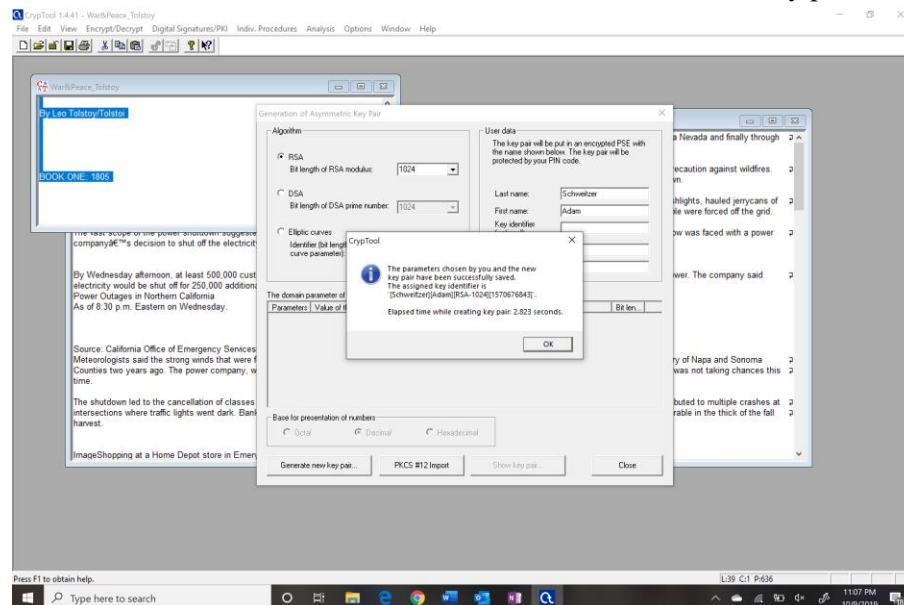 CrypTool 1.4.41 - War&Peace_Tolstoy
File Edit View Encrypt/Decrypt Digital Signatures/PKI Indiv. Procedures Analysis Options Window Help
War&Peace_Tolstoy
By Leo Tolstoy/Tolstoi
BOOK ONE: 1805
Generation of Asymmetric Key Pair
Algorithm
RSA
Bit length of RSA modulus: 1024
DSA
Bit length of DSA prime number: 1024
Elliptic curves
Identifier (bit length
curve parameter):
User data
The key pair will be put in an encrypted PSE with
the name shown below. The key pair will be
protected by your PIN code.
Last name: Schweitzer
First name: Adam
Key identifier
CrypTool
The parameters chosen by you and the new
key pair have been successfully saved.
The assigned key identifier is
'[Schweitzer][Adam][RSA-1024][1570676843]'.
Elapsed time while creating key pair: 2.823 seconds.
OK
The domain parameter of
Parameters Value of th Bit len...
Base for presentation of numbers
Octal Decimal Hexadecimal
Generate new key pair... PKCS #12 Import Show key pair... Close
a Nevada and finally through
recaution against wildfires.
hlights, hauled jerrycans of
le were forced off the grid.
ow was faced with a power
companyâ€™s decision to shut off the electricit
By Wednesday afternoon, at least 500,000 cust
wer. The company said
electricity would be shut off for 250,000 addition
Power Outages in Northern California
As of 8:30 p.m. Eastern on Wednesday.
Source: California Office of Emergency Services
Meteorologists said the strong winds that were f
ry of Napa and Sonoma
Counties two years ago. The power company, w
was not taking chances this
time.
The shutdown led to the cancellation of classes
buted to multiple crashes at
intersections where traffic lights went dark. Bank
rable in the thick of the fall
harvest.
ImageShopping at a Home Depot store in Emery
Press F1 to obtain help.
L:39 C:1 P:636
Type here to search
11:07 PM
10/9/2019